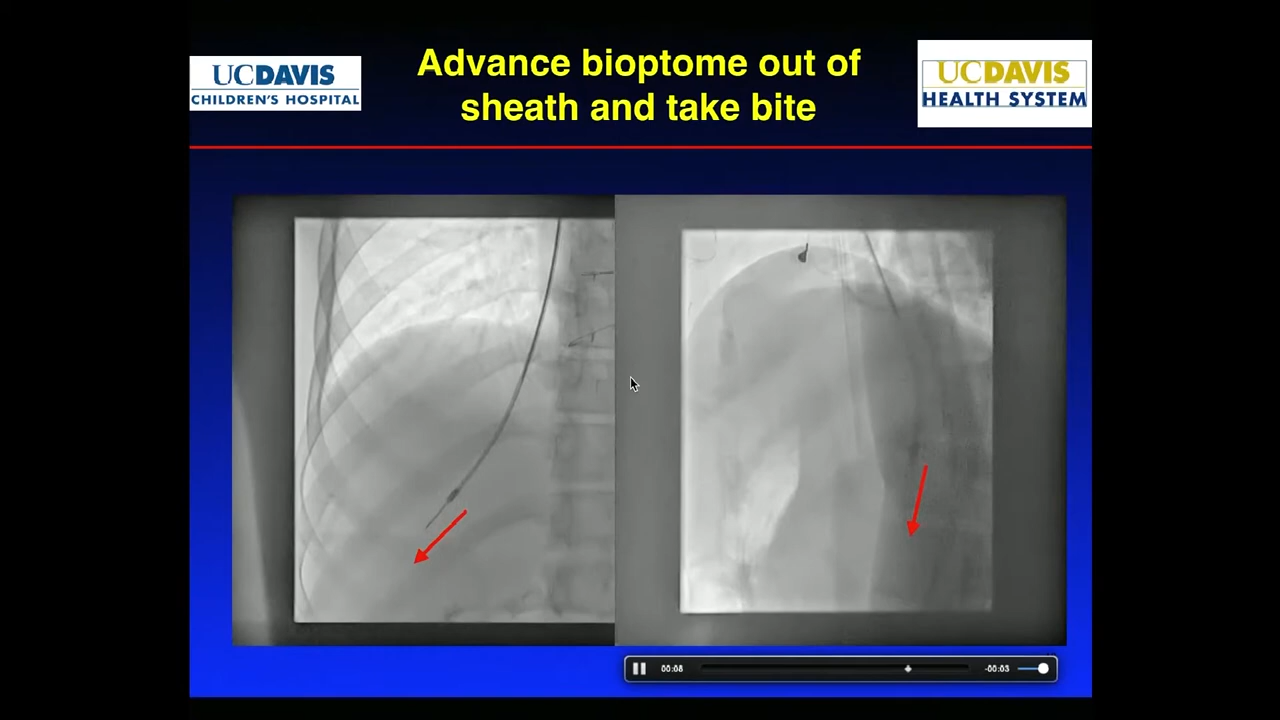 Advance bioptome out of
sheath and take bite
UCDAVIS
CHILDREN'S HOSPITAL
UCDAVIS
HEALTH SYSTEM
00:08
-00:03